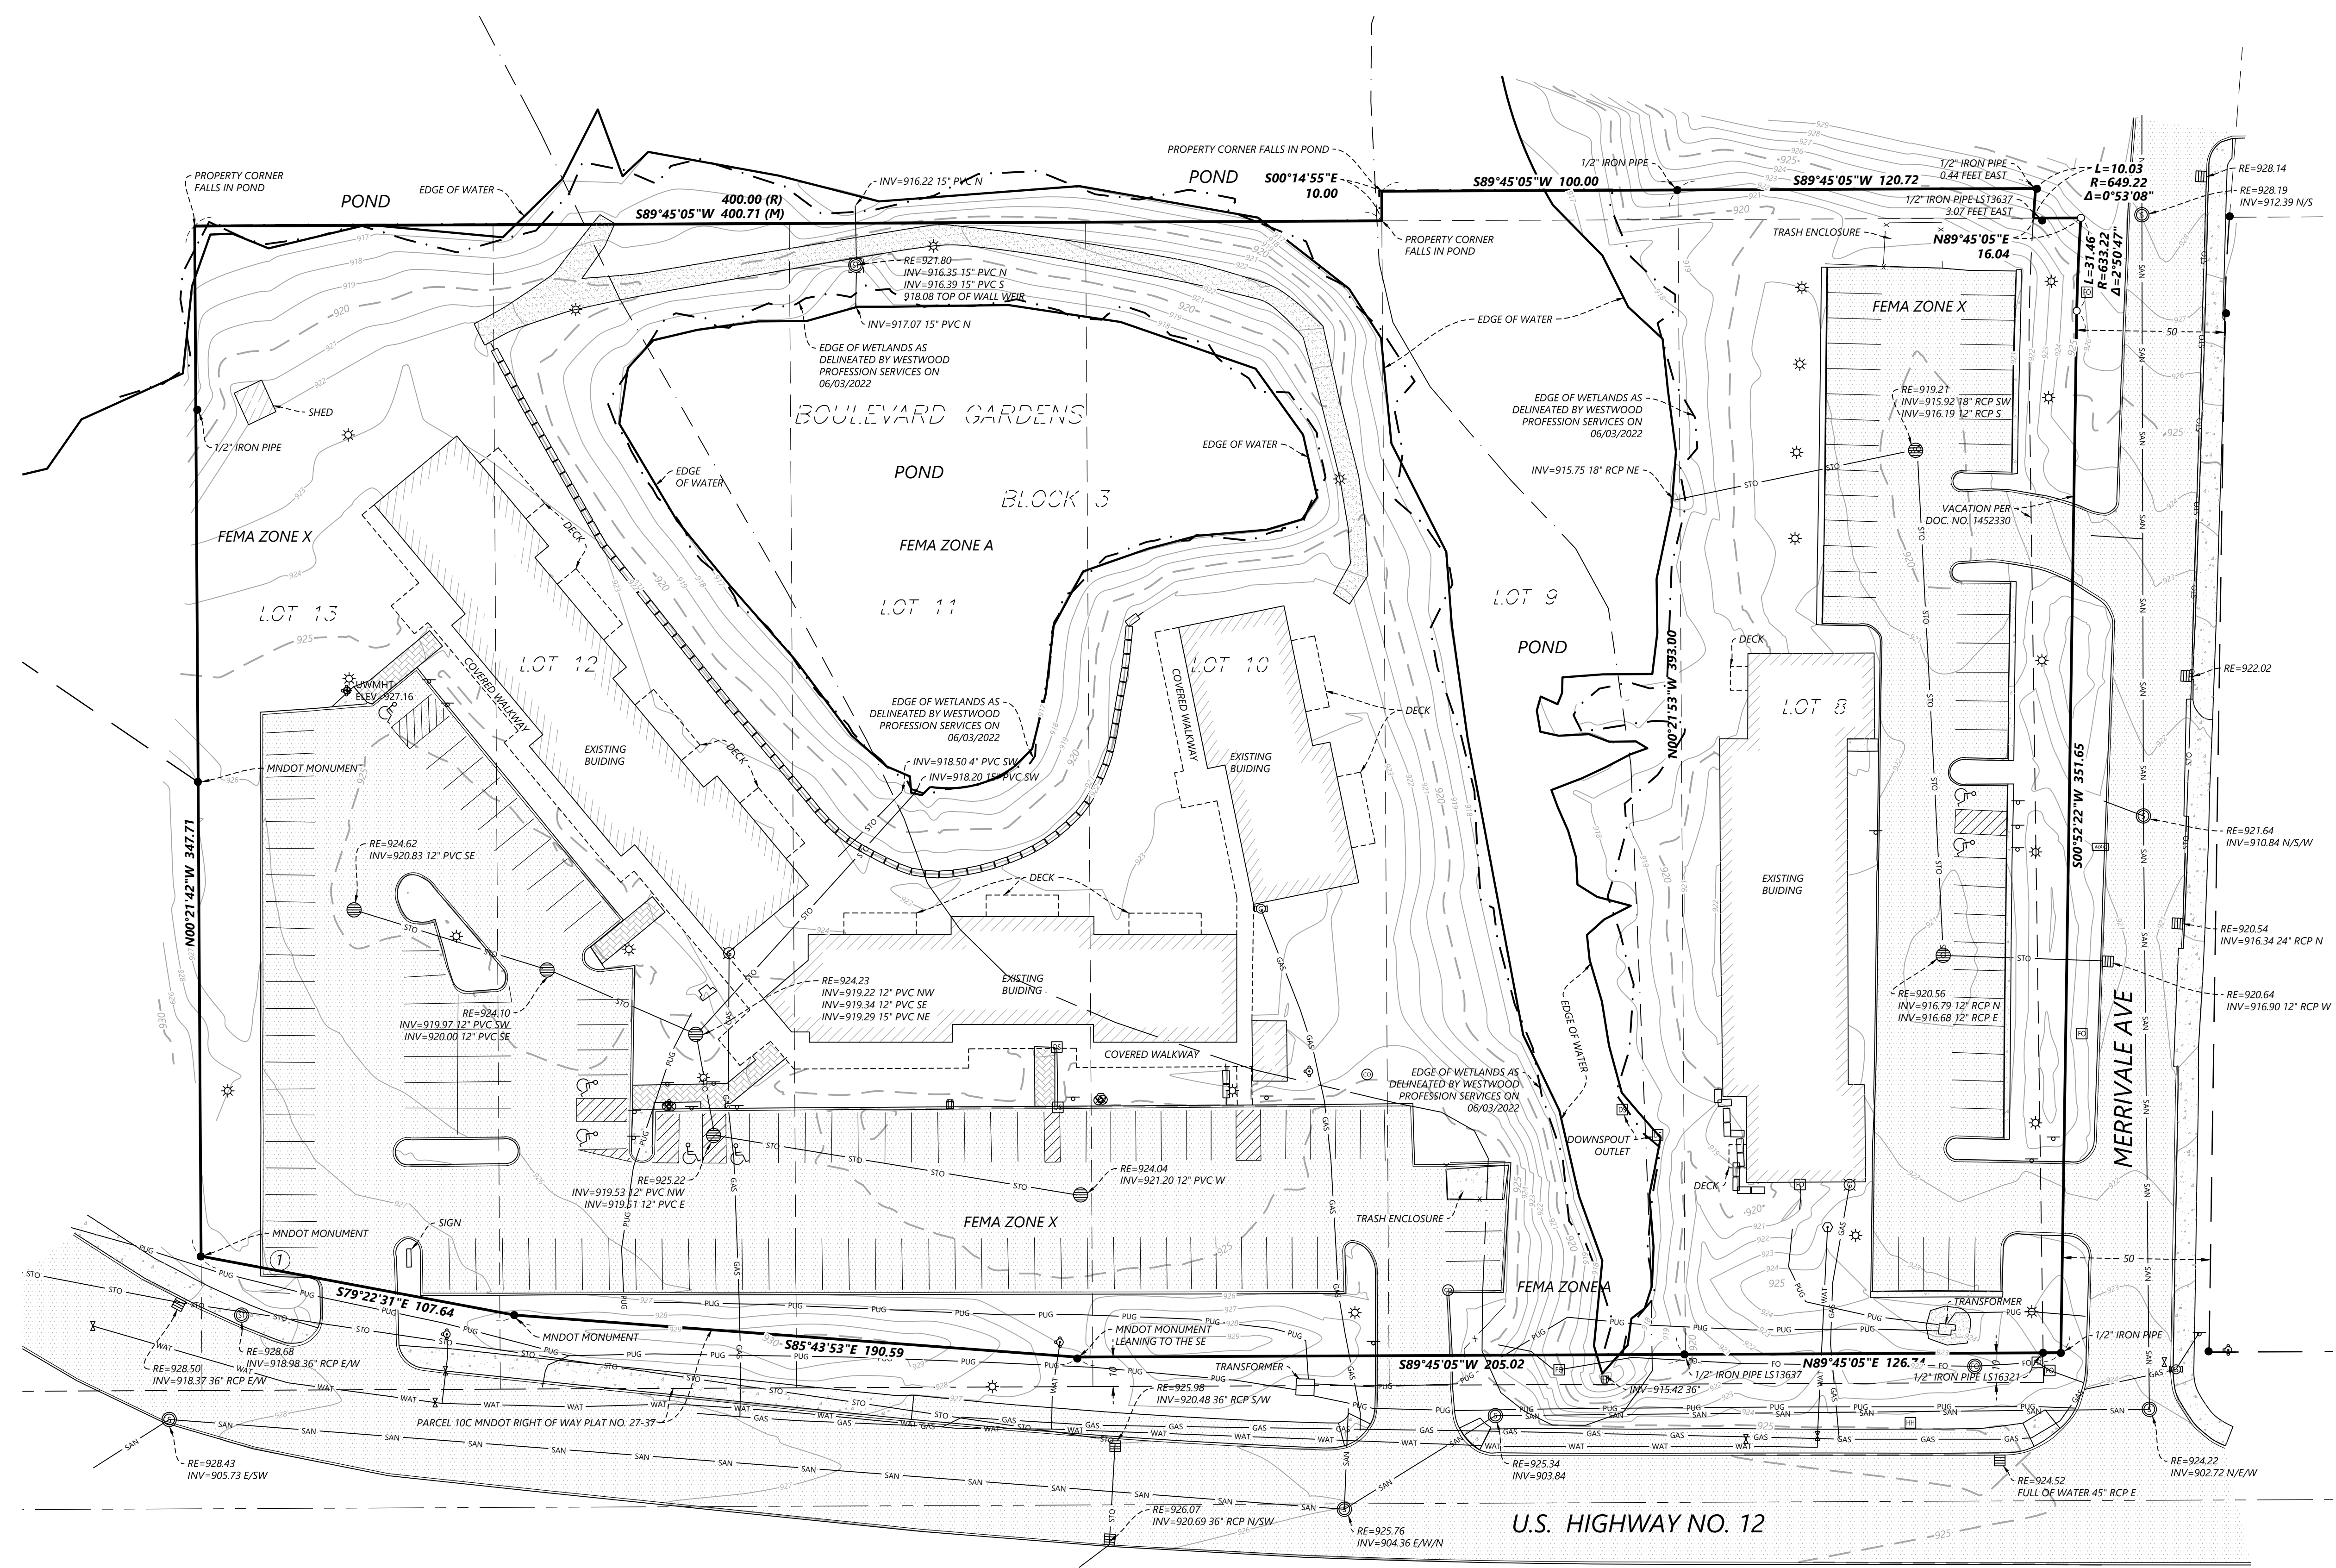 PROPERTY CORNER FALLS IN POND
1/2" IRON PIPE
1/2" IRON PIPE
0.44 FEET EAST
L=10.03
R=649.22
Δ=0°53'08"
RE=928.14
PROPERTY CORNER
FALLS IN POND
POND
EDGE OF WATER
400.00 (R)
S89°45'05"W 400.71 (M)
INV=916.22 15" PVC N
POND
S00°14'55"E
10.00
S89°45'05"W 100.00
S89°45'05"W 120.72
1/2" IRON PIPE LS13637
3.07 FEET EAST
RE=928.19
INV=912.39 N/S
TRASH ENCLOSURE
N89°45'05"E
16.04
L=31.46
R=633.22
Δ=2°50'47"
PROPERTY CORNER
FALLS IN POND
RE=921.80
INV=916.35 15" PVC N
INV=916.39 15" PVC S
918.08 TOP OF WALL WEIR
INV=917.07 15" PVC N
EDGE OF WATER
FEMA ZONE X
50
EDGE OF WETLANDS AS
DELINEATED BY WESTWOOD
PROFESSION SERVICES ON
06/03/2022
SHED
1/2" IRON PIPE
BOULEVARD GARDENS
EDGE OF WATER
EDGE OF WETLANDS AS
DELINEATED BY WESTWOOD
PROFESSION SERVICES ON
06/03/2022
RE=919.21
INV=915.92 18" RCP SW
INV=916.19 12" RCP S
EDGE
OF WATER
POND
BLOCK 3
INV=915.75 18" RCP NE
VACATION PER
DOC. NO. 1452330
FEMA ZONE X
FEMA ZONE A
DECK
LOT 13
LOT 12
LOT 11
LOT 10
LOT 9
POND
LOT 8
DECK
N00°21'53"W 393.00
RE=922.02
UWMHT
ELEV=927.16
COVERED WALKWAY
COVERED WALKWAY
EXISTING
BUIDING
DECK
EDGE OF WETLANDS AS
DELINEATED BY WESTWOOD
PROFESSION SERVICES ON
06/03/2022
INV=918.50 4" PVC SW
INV=918.20 15" PVC SW
EXISTING
BUIDING
DECK
MNDOT MONUMENT
S00°52'22"W 351.65
N00°21'42"W 347.71
RE=924.62
INV=920.83 12" PVC SE
DECK
EXISTING
BUIDING
RE=921.64
INV=910.84 N/S/W
RE=920.54
INV=916.34 24" RCP N
RE=924.23
INV=919.22 12" PVC NW
INV=919.34 12" PVC SE
INV=919.29 15" PVC NE
EXISTING
BUIDING
RE=924.10
INV=919.97 12" PVC SW
INV=920.00 12" PVC SE
COVERED WALKWAY
EDGE OF WATER
RE=920.56
INV=916.79 12" RCP N
INV=916.68 12" RCP E
RE=920.64
INV=916.90 12" RCP W
MERRIVALE AVE
EDGE OF WETLANDS AS
DELINEATED BY WESTWOOD
PROFESSION SERVICES ON
06/03/2022
DOWNSPOUT
OUTLET
RE=925.22
INV=919.53 12" PVC NW
INV=919.51 12" PVC E
RE=924.04
INV=921.20 12" PVC W
DECK
TRASH ENCLOSURE
FEMA ZONE X
MNDOT MONUMENT
SIGN
1
S79°22'31"E 107.64
FEMA ZONE A
TRANSFORMER
50
MNDOT MONUMENT
S85°43'53"E 190.59
MNDOT MONUMENT
LEANING TO THE SE
TRANSFORMER
S89°45'05"W 205.02
N89°45'05"E 126.74
1/2" IRON PIPE
1/2" IRON PIPE LS13637
1/2" IRON PIPE LS16321
INV=915.42 36"
10
10
RE=928.68
INV=918.98 36" RCP E/W
RE=928.50
INV=918.37 36" RCP E/W
RE=925.98
INV=920.48 36" RCP S/W
PARCEL 10C MNDOT RIGHT OF WAY PLAT NO. 27-37
RE=928.43
INV=905.73 E/SW
RE=925.34
INV=903.84
RE=924.22
INV=902.72 N/E/W
RE=924.52
FULL OF WATER 45" RCP E
RE=926.07
INV=920.69 36" RCP N/SW
RE=925.76
INV=904.36 E/W/N
U.S. HIGHWAY NO. 12